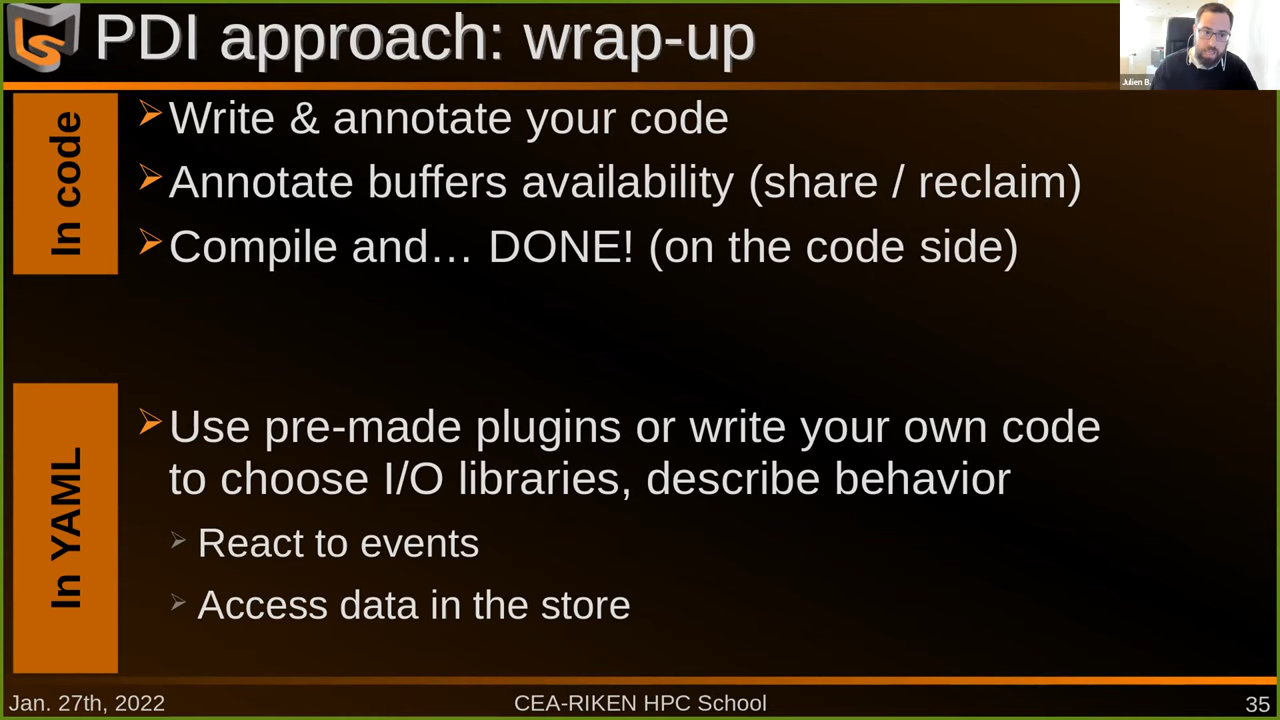 PDI approach: wrap-up
Julien B.
In code
Write & annotate your code
Annotate buffers availability (share / reclaim)
Compile and… DONE! (on the code side)
In YAML
Use pre-made plugins or write your own code
to choose I/O libraries, describe behavior
React to events
Access data in the store
Jan. 27th, 2022
CEA-RIKEN HPC School
35